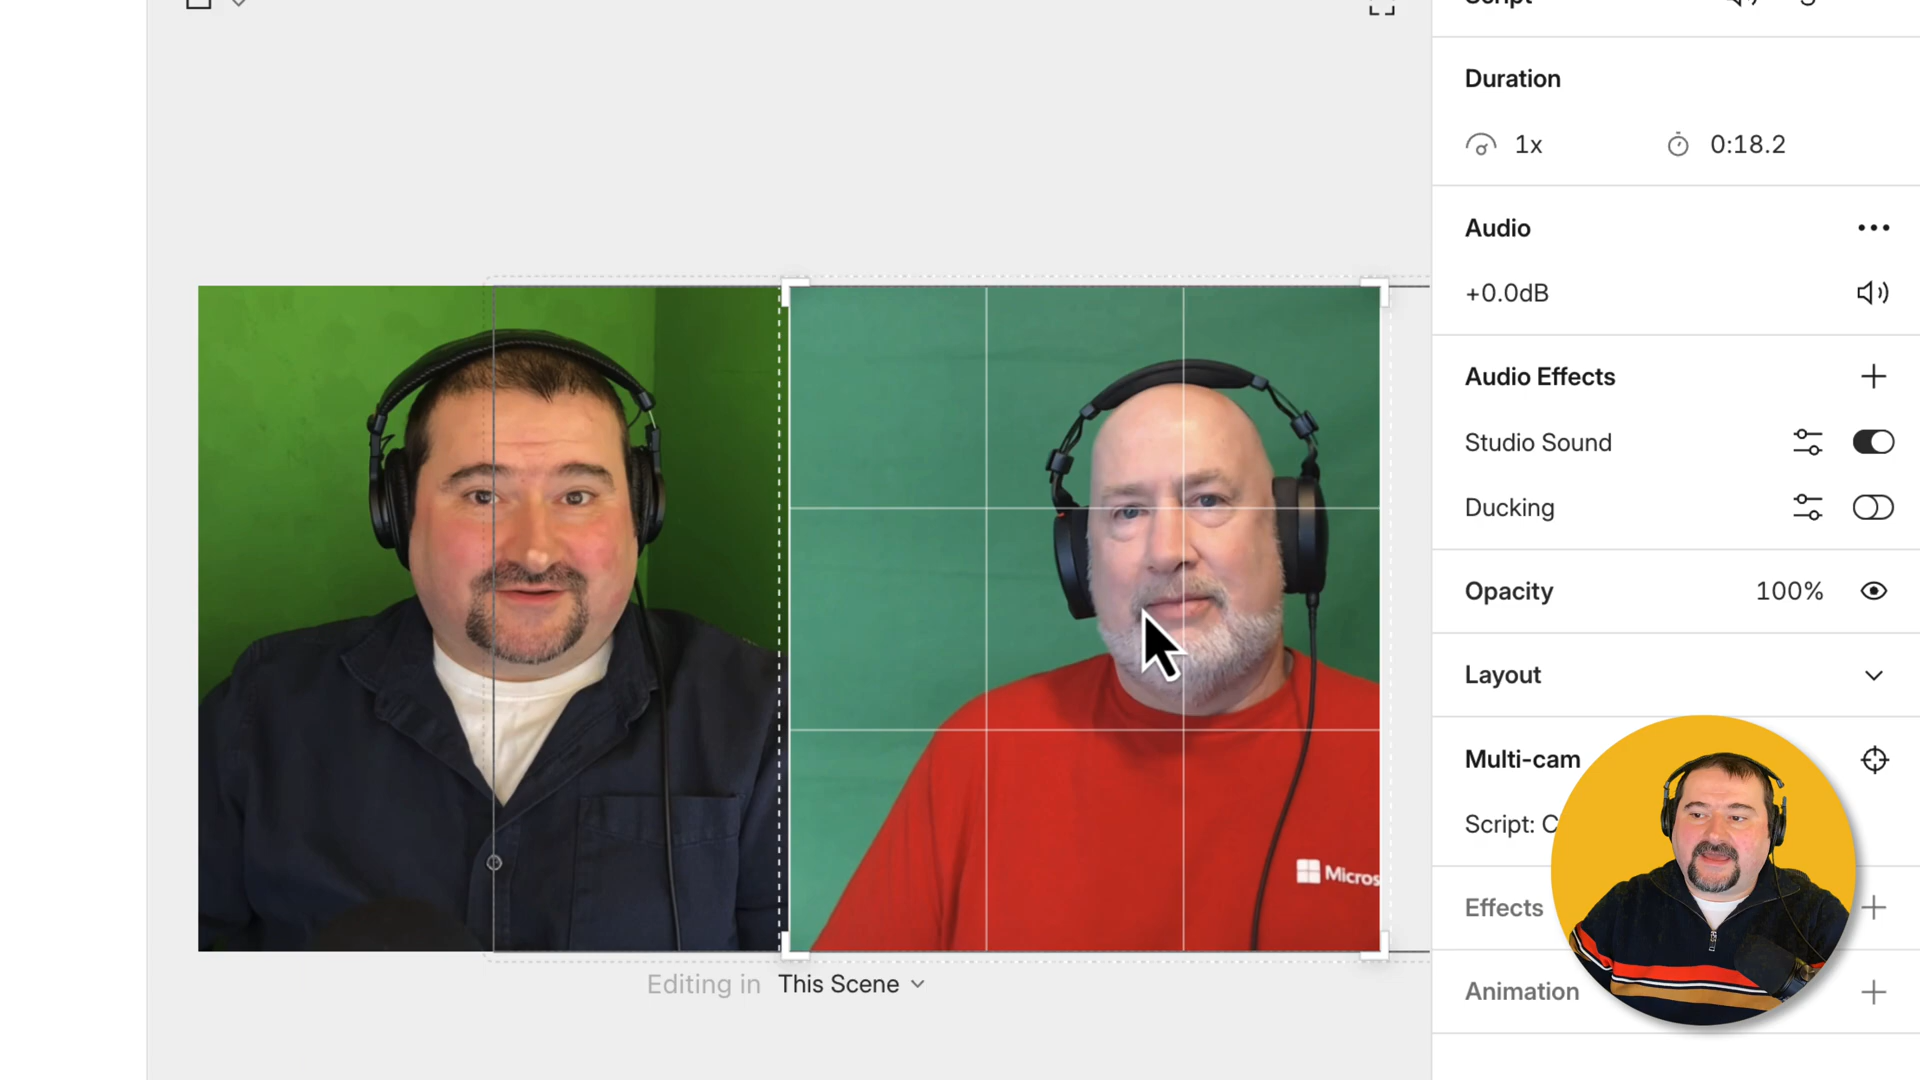 Script
Duration
1x 0:18.2
Audio
+0.0dB
Audio Effects
Studio Sound
Ducking
Opacity 100%
Layout
Multi-cam
Script: C
Effects
Animation
Micros
Editing in This Scene